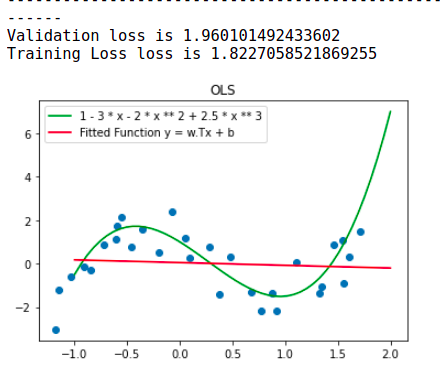 ------
Validation loss is 1.960101492433602
Training Loss loss is 1.8227058521869255
OLS
1 - 3 * x - 2 * x ** 2 + 2.5 * x ** 3
Fitted Function y = w.Tx + b
6
4
2
0
−2
−1.0 −0.5 0.0 0.5 1.0 1.5 2.0